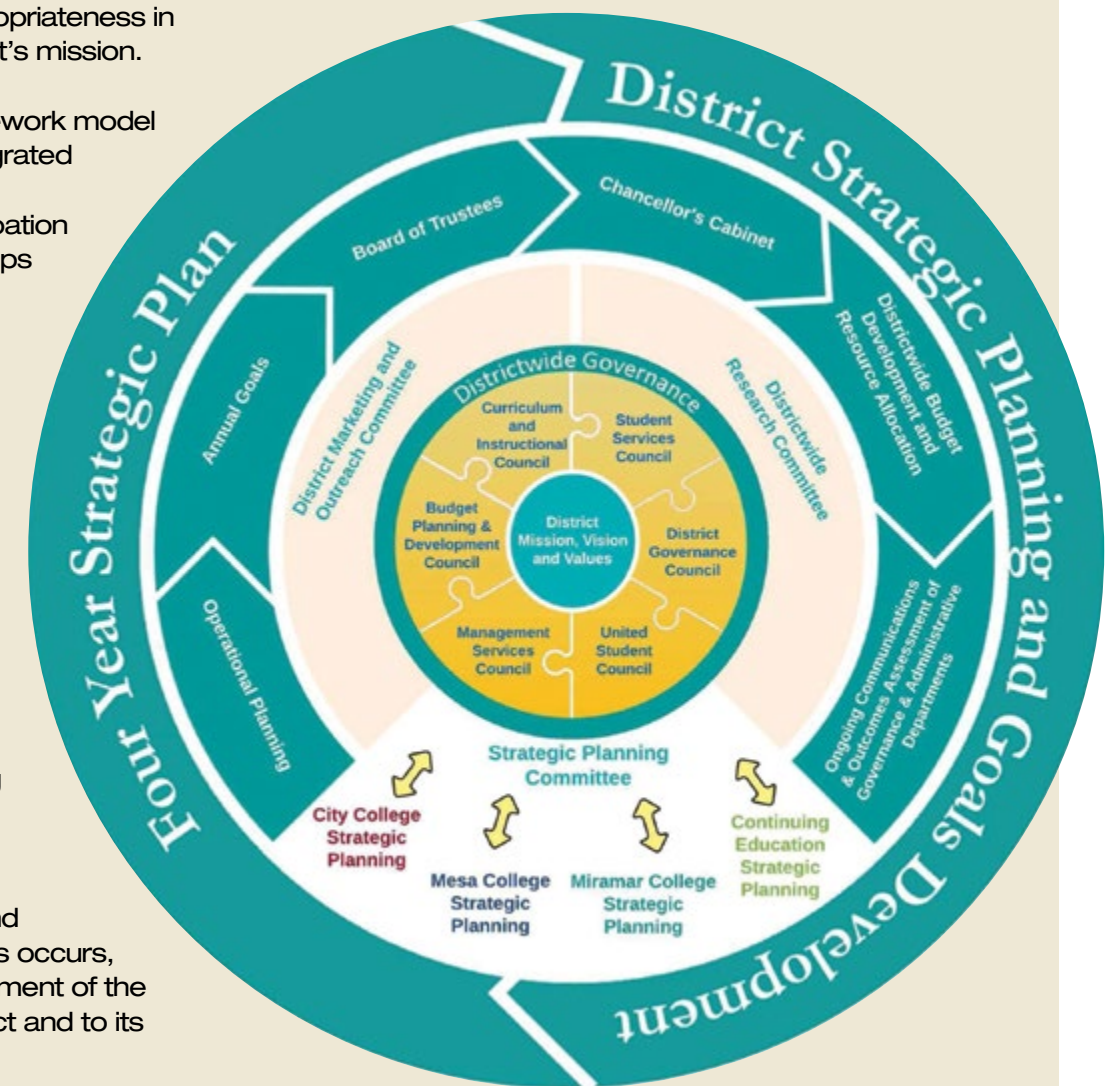 opriateness in
t's mission.
work model
grated
pation
ps
g
nd
s occurs,
ment of the
ct and to its
District Strategic Planning and Goals Development
Four Year Strategic Plan
Board of Trustees
Chancellor's Cabinet
Districtwide Budget
Development and
Resource Allocation
Ongoing Communications
& Outcomes Assessment of
Governance & Administrative
Departments
Operational Planning
Annual Goals
District Marketing and
Outreach Committee
Districtwide
Research Committee
Districtwide Governance
Curriculum
and
Instructional
Council
Student
Services
Council
Budget
Planning &
Development
Council
District
Mission, Vision
and Values
District
Governance
Council
Management
Services
Council
United
Student
Council
Strategic Planning
Committee
City College
Strategic
Planning
Mesa College
Strategic
Planning
Miramar College
Strategic
Planning
Continuing
Education
Strategic
Planning